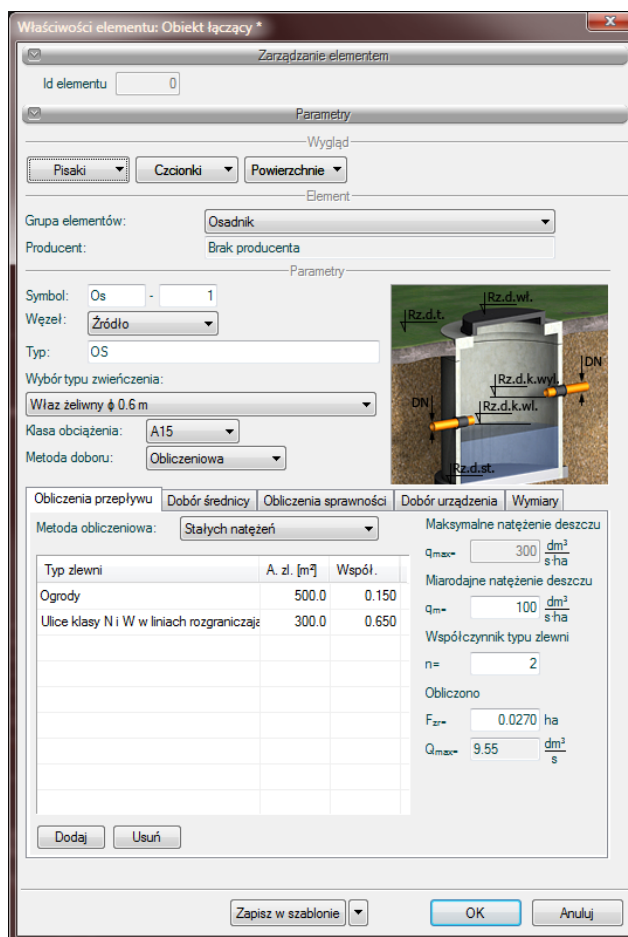 Właściwości elementu: Obiekt łączący *
Zarządzanie elementem
Id elementu 0
Parametry
Wygląd
Pisaki Czcionki Powierzchnie
Element
Grupa elementów: Osadnik
Producent: Brak producenta
Parametry
Symbol: Os - 1
Węzeł: Źródło
Typ: OS
Wybór typu zwieńczenia:
Właz żeliwny ϕ 0.6 m
Klasa obciążenia: A15
Metoda doboru: Obliczeniowa
Rz.d.wł.
Rz.d.t.
DN
Rz.d.k.wyl.
DN
Rz.d.k.wl.
Rz.d.st.
Obliczenia przepływu Dobór średnicy Obliczenia sprawności Dobór urządzenia Wymiary
Metoda obliczeniowa: Stałych natężeń
Typ zlewni A. zl. [m²] Współ.
Ogrody 500.0 0.150
Ulice klasy N i W w liniach rozgraniczają 300.0 0.650
Maksymalne natężenie deszczu
qmax= 300 dm³/s·ha
Miarodajne natężenie deszczu
qm= 100 dm³/s·ha
Współczynnik typu zlewni
n= 2
Obliczono
Fzr= 0.0270 ha
Qmax= 9.55 dm³/s
Dodaj Usuń
Zapisz w szablonie OK Anuluj